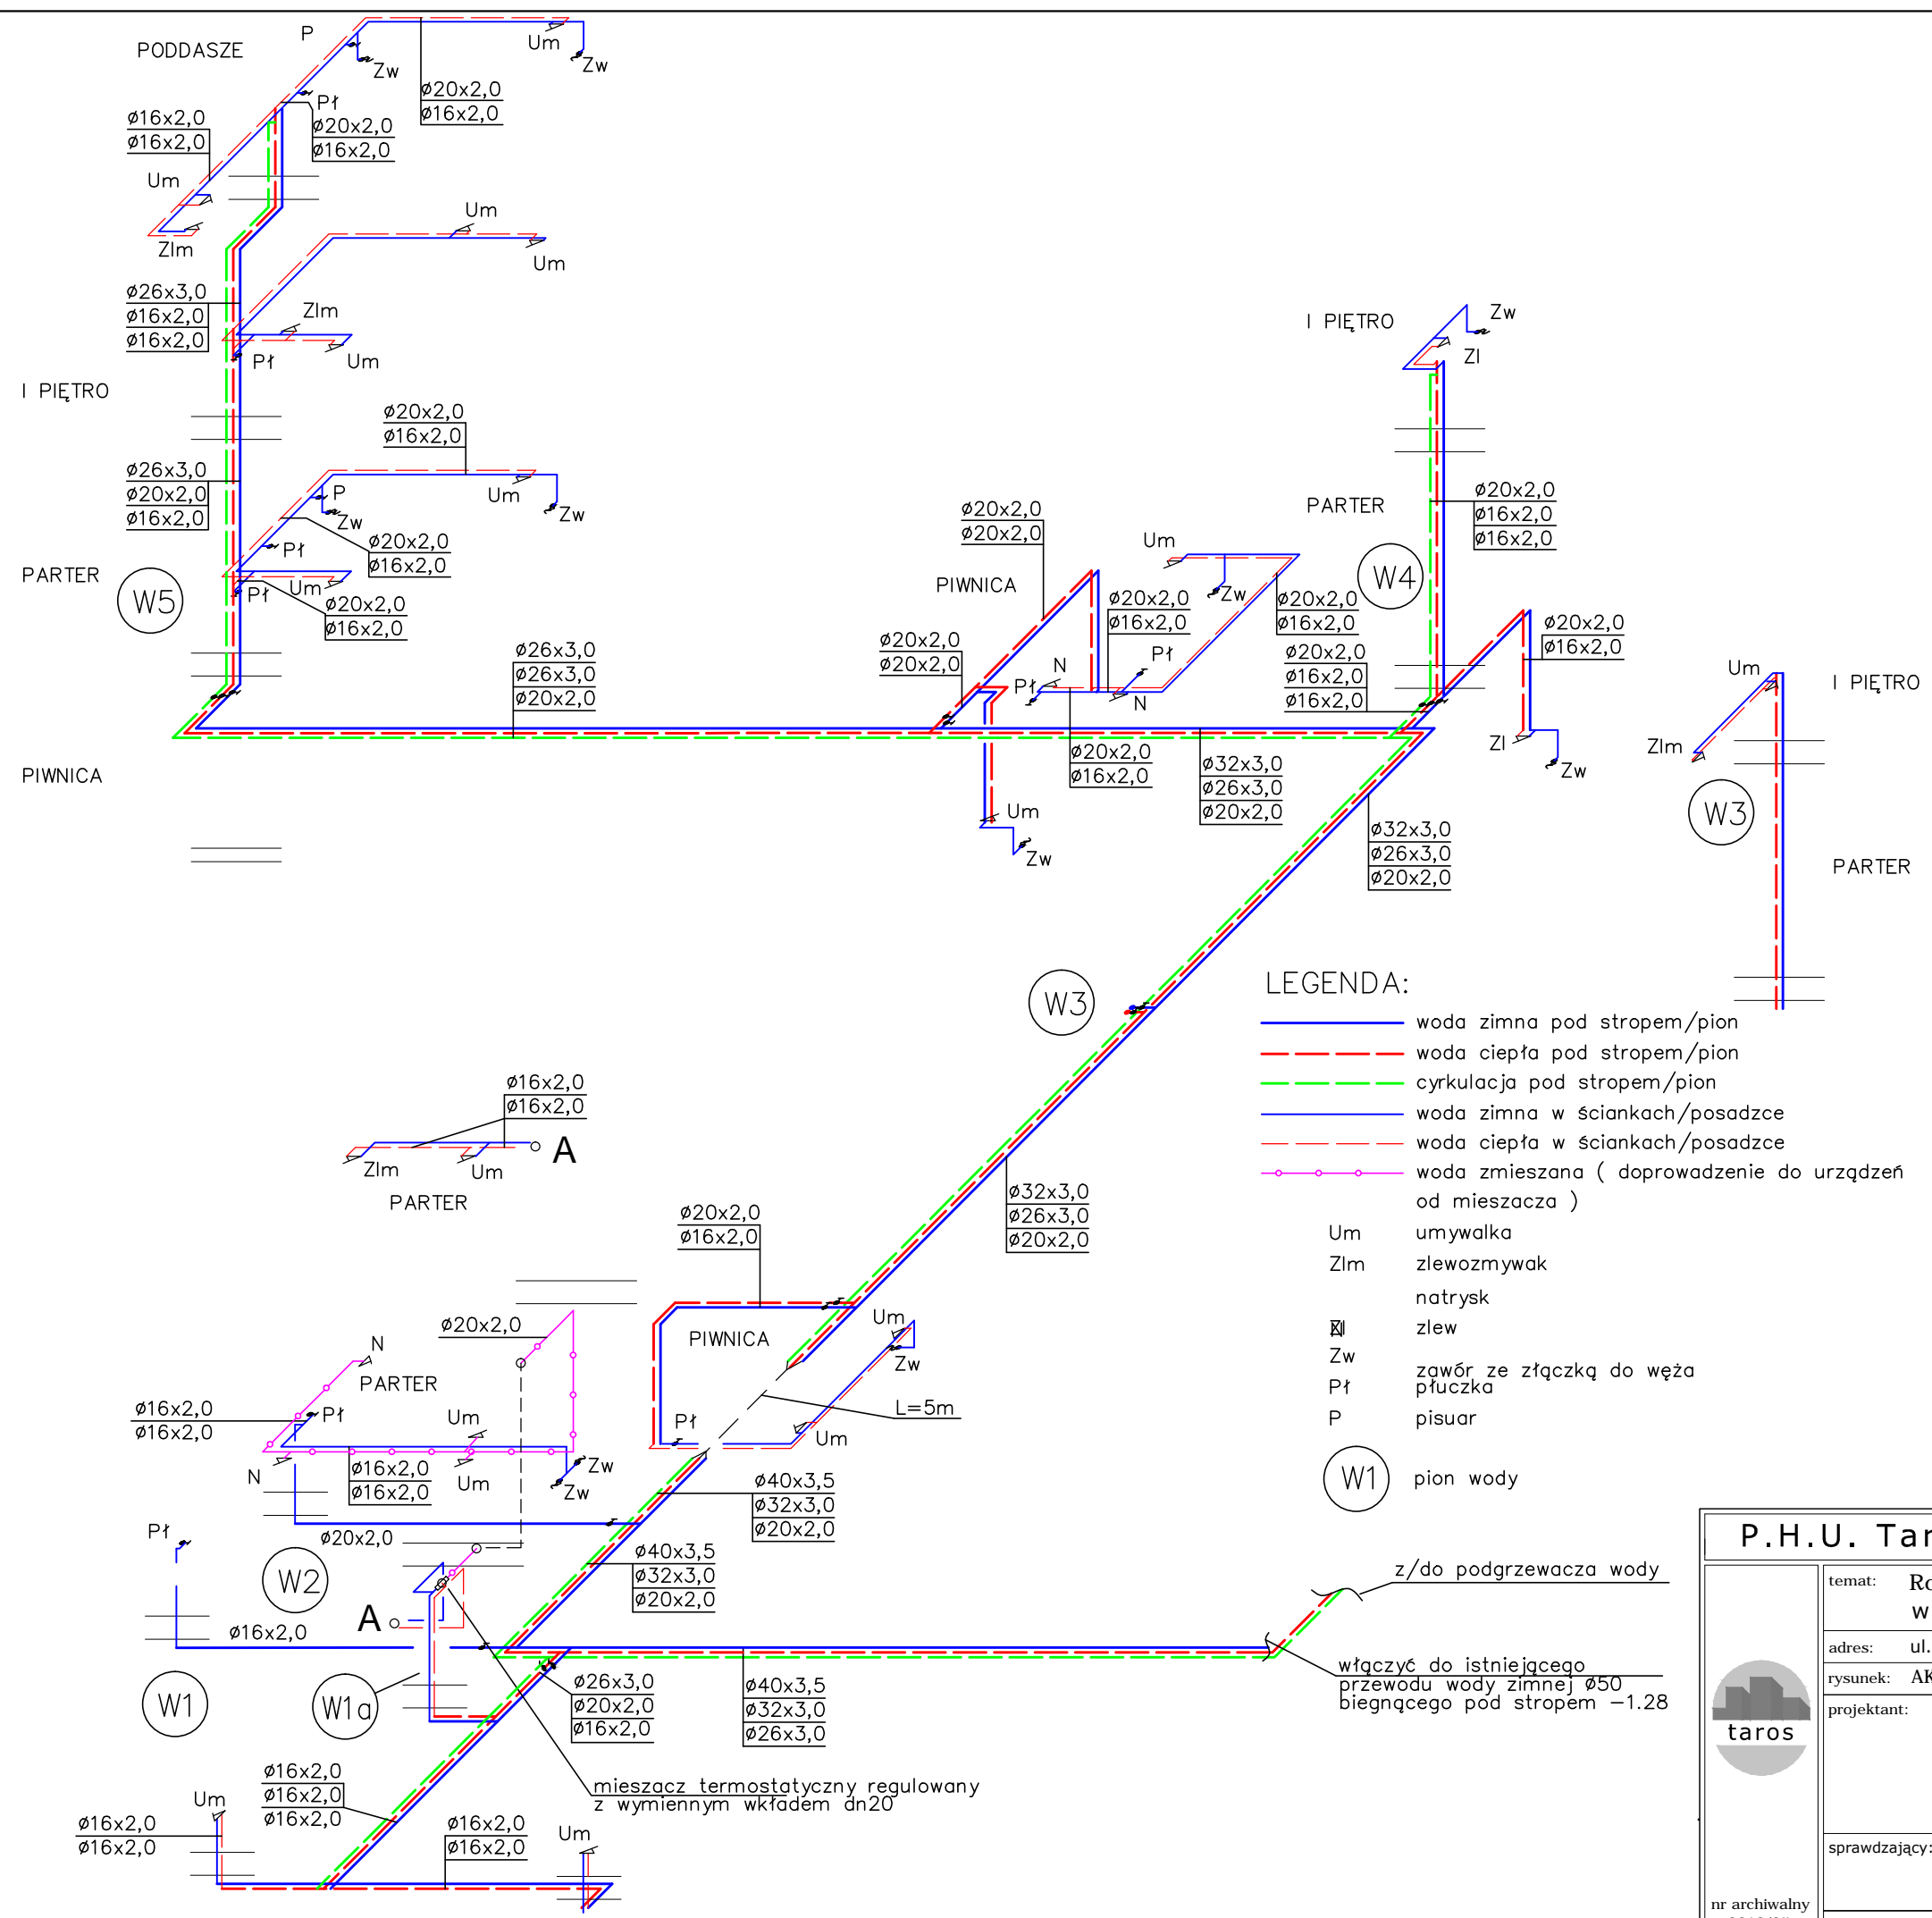 PODDASZE
P
Um
Zw
Zw
Pł
ø20x2,0
ø16x2,0
ø16x2,0
ø16x2,0
ø20x2,0
ø16x2,0
Um
Zlm
Um
Um
ø26x3,0
ø16x2,0
ø16x2,0
Zlm
Pł
Um
I PIĘTRO
ø20x2,0
ø16x2,0
ø26x3,0
ø20x2,0
ø16x2,0
P
Zw
Um
Zw
Pł
ø20x2,0
ø16x2,0
PARTER
W5
Pł
Um
ø20x2,0
ø16x2,0
ø26x3,0
ø26x3,0
ø20x2,0
PIWNICA
I PIĘTRO
Zw
Zl
PARTER
ø20x2,0
ø16x2,0
ø16x2,0
W4
ø20x2,0
ø20x2,0
PIWNICA
Um
Zw
ø20x2,0
ø16x2,0
ø20x2,0
ø16x2,0
ø20x2,0
ø20x2,0
N
Pł
Pł
N
ø20x2,0
ø16x2,0
ø16x2,0
ø20x2,0
ø16x2,0
Zl
Zw
ø20x2,0
ø16x2,0
ø32x3,0
ø26x3,0
ø20x2,0
Um
Zw
ø32x3,0
ø26x3,0
ø20x2,0
Um
I PIĘTRO
Zlm
W3
PARTER
W3
LEGENDA:
woda zimna pod stropem/pion
woda ciepła pod stropem/pion
cyrkulacja pod stropem/pion
woda zimna w ściankach/posadzce
woda ciepła w ściankach/posadzce
woda zmieszana ( doprowadzenie do urządzeń
od mieszacza )
Um umywalka
Zlm zlewozmywak
natrysk
zlew
Zw
zawór ze złączką do węża
Pł płuczka
P pisuar
W1 pion wody
ø16x2,0
ø16x2,0
A
Zlm
Um
PARTER
ø32x3,0
ø26x3,0
ø20x2,0
ø20x2,0
ø16x2,0
PIWNICA
Um
Zw
L=5m
Pł
Um
ø20x2,0
N
PARTER
ø16x2,0
ø16x2,0
Pł
Um
N
ø16x2,0
ø16x2,0
Um
Zw
Zw
ø40x3,5
ø32x3,0
ø20x2,0
Pł
ø20x2,0
ø40x3,5
ø32x3,0
ø20x2,0
W2
A
ø16x2,0
W1
W1a
ø26x3,0
ø20x2,0
ø16x2,0
ø40x3,5
ø32x3,0
ø26x3,0
z/do podgrzewacza wody
włączyć do istniejącego
przewodu wody zimnej ø50
biegnącego pod stropem −1.28
mieszacz termostatyczny regulowany
z wymiennym wkładem dn20
ø16x2,0
ø16x2,0
ø16x2,0
Um
ø16x2,0
ø16x2,0
ø16x2,0
ø16x2,0
Um
P.H.U. Tar
temat: Ro
w
adres: ul.
rysunek: AK
projektant:
taros
sprawdzający:
nr archiwalny